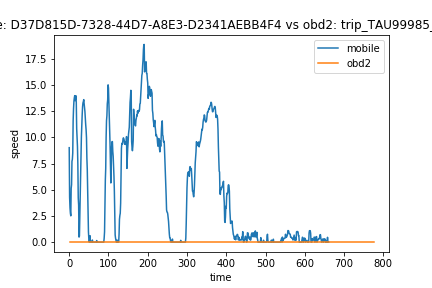 e: D37D815D-7328-44D7-A8E3-D2341AEBB4F4 vs obd2: trip_TAU99985_
mobile
obd2
17.5
15.0
12.5
10.0
7.5
5.0
2.5
0.0
speed
0 100 200 300 400 500 600 700 800
time